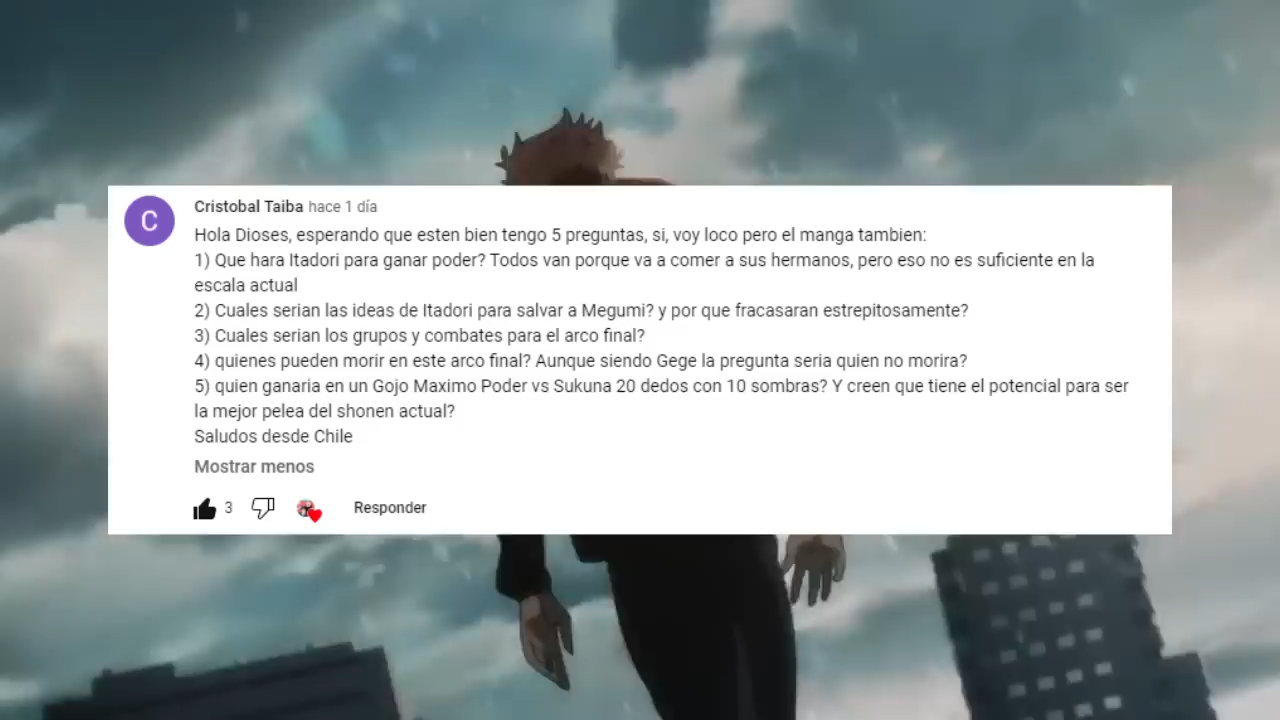 C
Cristobal Taiba hace 1 día
Hola Dioses, esperando que esten bien tengo 5 preguntas, si, voy loco pero el manga tambien:
1) Que hara Itadori para ganar poder? Todos van porque va a comer a sus hermanos, pero eso no es suficiente en la
escala actual
2) Cuales serian las ideas de Itadori para salvar a Megumi? y por que fracasaran estrepitosamente?
3) Cuales serian los grupos y combates para el arco final?
4) quienes pueden morir en este arco final? Aunque siendo Gege la pregunta seria quien no morira?
5) quien ganaria en un Gojo Maximo Poder vs Sukuna 20 dedos con 10 sombras? Y creen que tiene el potencial para ser
la mejor pelea del shonen actual?
Saludos desde Chile
Mostrar menos
3 Responder